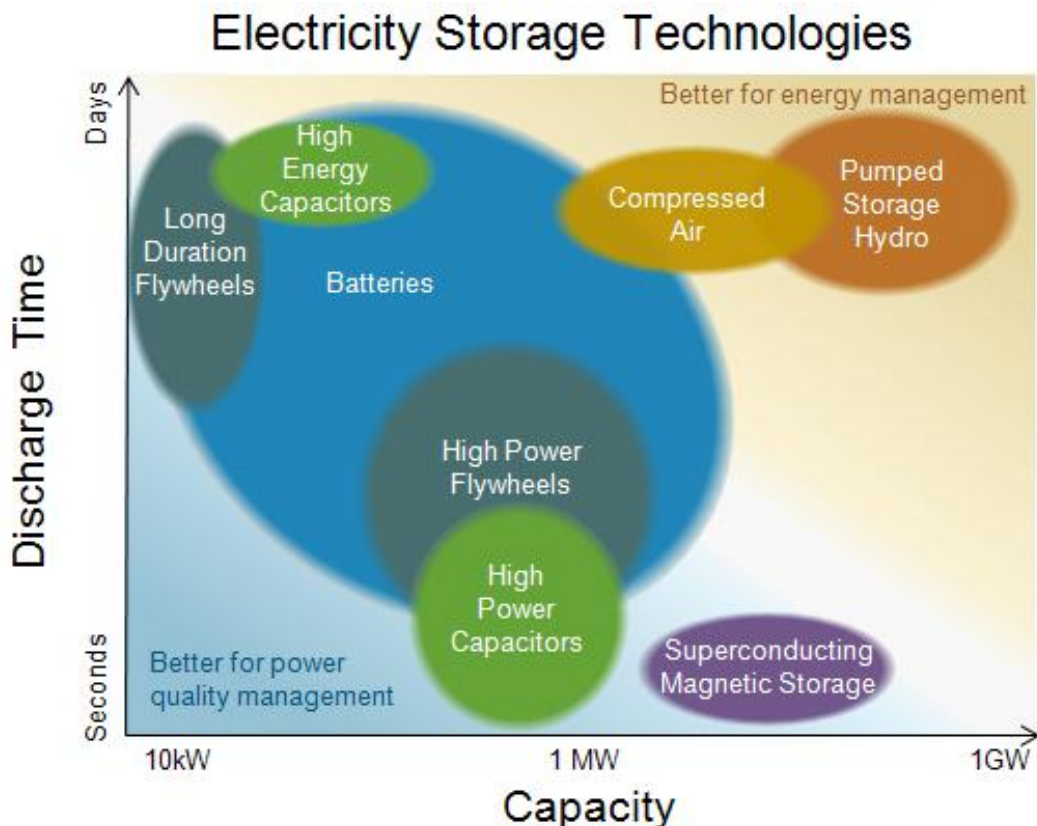 Electricity Storage Technologies
Days
Better for energy management
High
Energy
Capacitors
Long
Duration
Flywheels
Batteries
Compressed
Air
Pumped
Storage
Hydro
Discharge Time
High Power
Flywheels
High
Power
Capacitors
Superconducting
Magnetic Storage
Better for power
quality management
Seconds
10kW
1 MW
1GW
Capacity